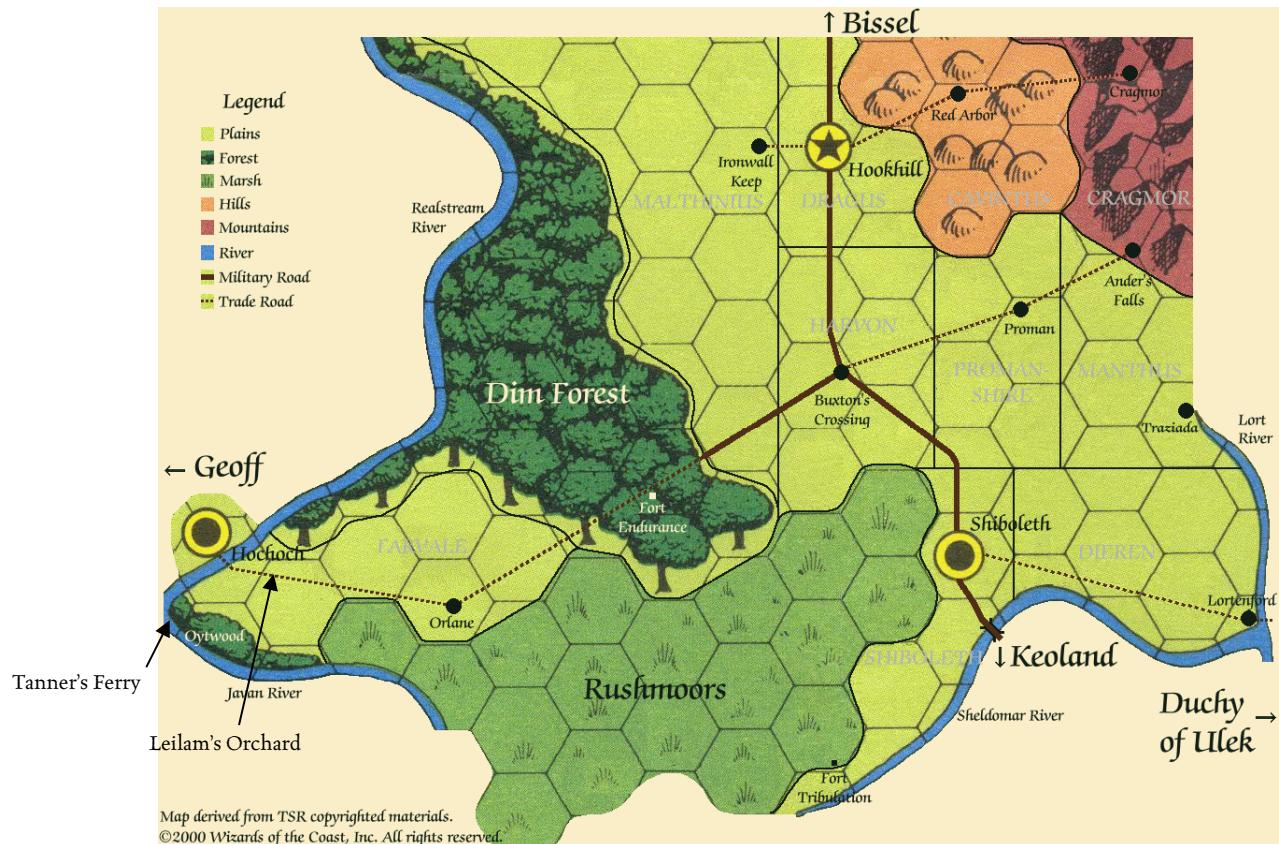 ↑ Bissel
Legend
Plains
Forest
Marsh
Hills
Mountains
River
Military Road
Trade Road
Realstream
River
Ironwall
Keep
Hookhill
Red Arbor
Cragmor
MALTHINIUS
DRAGUS
CAVENTUS
CRAGMOR
Ander's
Falls
HARVON
Proman
PROMAN-
SHIRE
MANTHUS
Dim Forest
Buxton's
Crossing
Traziada
Lort
River
← Geoff
Fort
Endurance
Hochoch
FARVALE
Shiboleth
DIEREN
Orlane
Lortenford
Oytwood
SHIBOLETH
↓ Keoland
Tanner's Ferry
Javan River
Rushmoors
Sheldomar River
Duchy →
of Ulek
Leilam's Orchard
Fort
Tribulation
Map derived from TSR copyrighted materials.
©2000 Wizards of the Coast, Inc. All rights reserved.